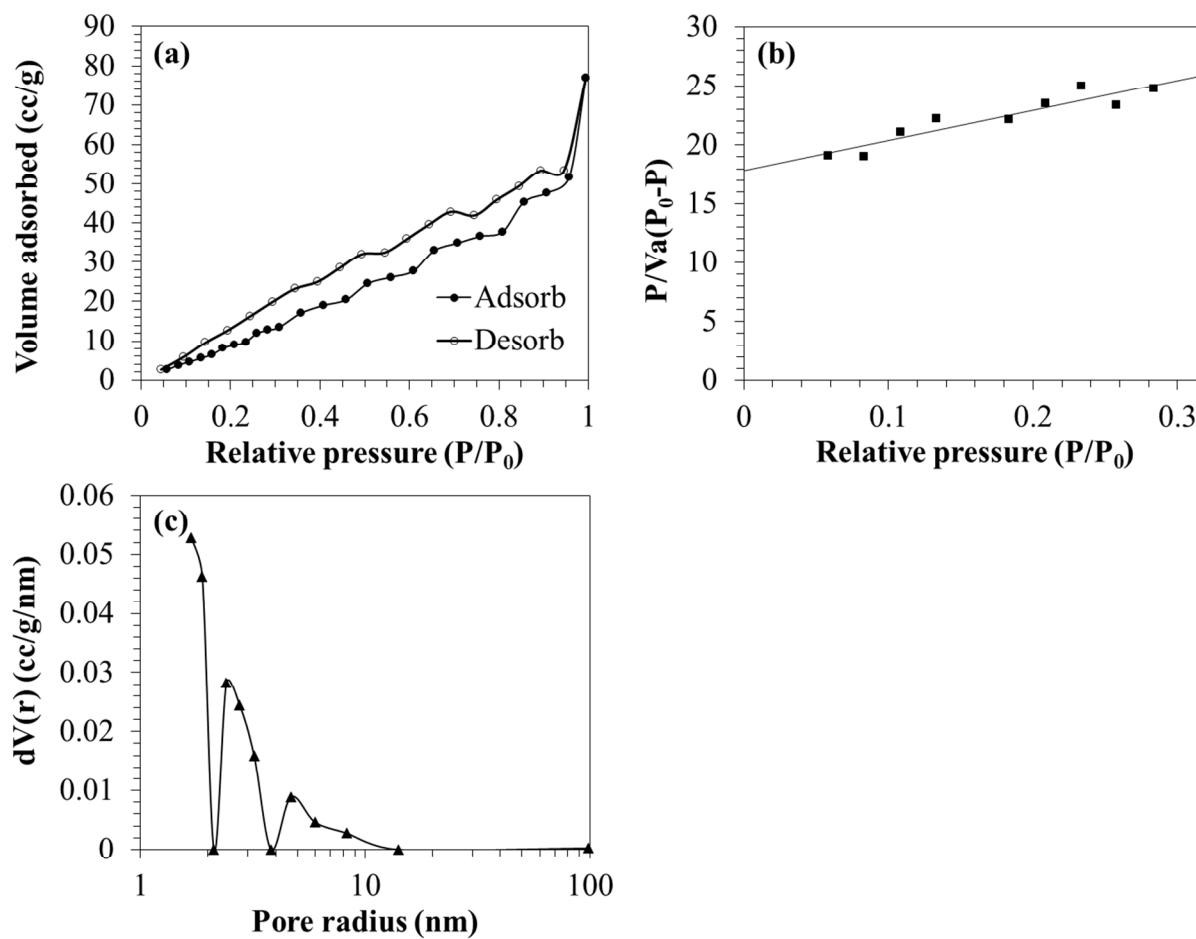 (a)
Volume adsorbed (cc/g)
90
80
70
60
50
40
30
20
10
0
Adsorb
Desorb
0 0.2 0.4 0.6 0.8 1
Relative pressure (P/P₀)
(b)
P/Va(P₀-P)
30
25
20
15
10
5
0
0 0.1 0.2 0.3
Relative pressure (P/P₀)
(c)
dV(r) (cc/g/nm)
0.06
0.05
0.04
0.03
0.02
0.01
0
1 10 100
Pore radius (nm)